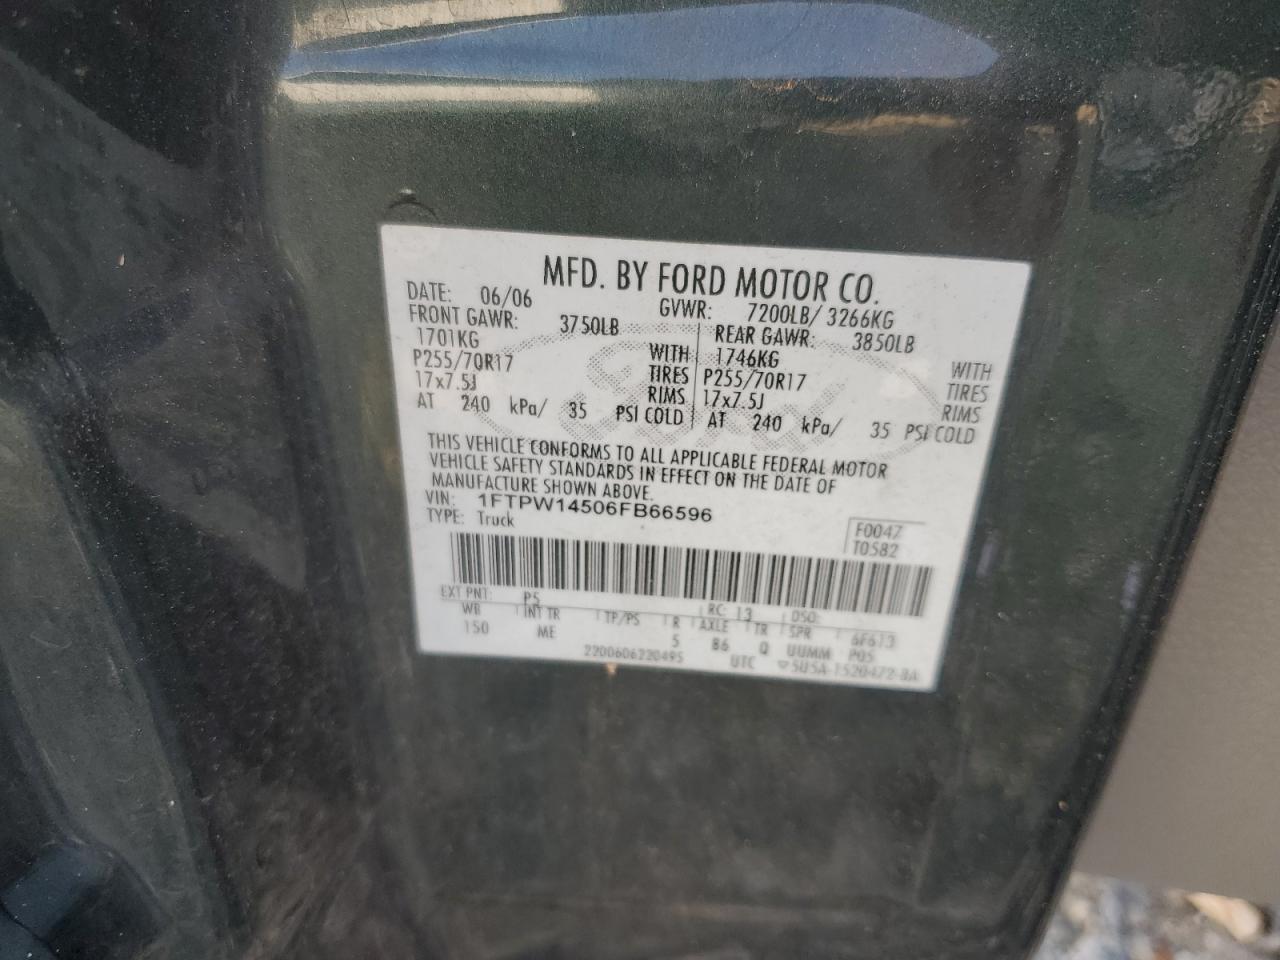 MFD. BY FORD MOTOR CO.
DATE: 06/06 GVWR: 7200LB/ 3266KG
FRONT GAWR: 3750LB REAR GAWR: 3850LB
1701KG WITH 1746KG WITH
P255/70R17 TIRES P255/70R17 TIRES
17x7.5J RIMS 17x7.5J RIMS
AT 240 kPa/ 35 PSI COLD AT 240 kPa/ 35 PSI COLD
THIS VEHICLE CONFORMS TO ALL APPLICABLE FEDERAL MOTOR
VEHICLE SAFETY STANDARDS IN EFFECT ON THE DATE OF
MANUFACTURE SHOWN ABOVE.
VIN: 1FTPW14506FB66596
TYPE: Truck
F0047
T0582
EXT PNT: P5 RC: 13 DSO:
WB INT TR TP/PS R AXLE TR SPR 6F613
150 ME 5 B6 Q UUMM P05
2200606220495 UTC 5U5A-1520472-BA